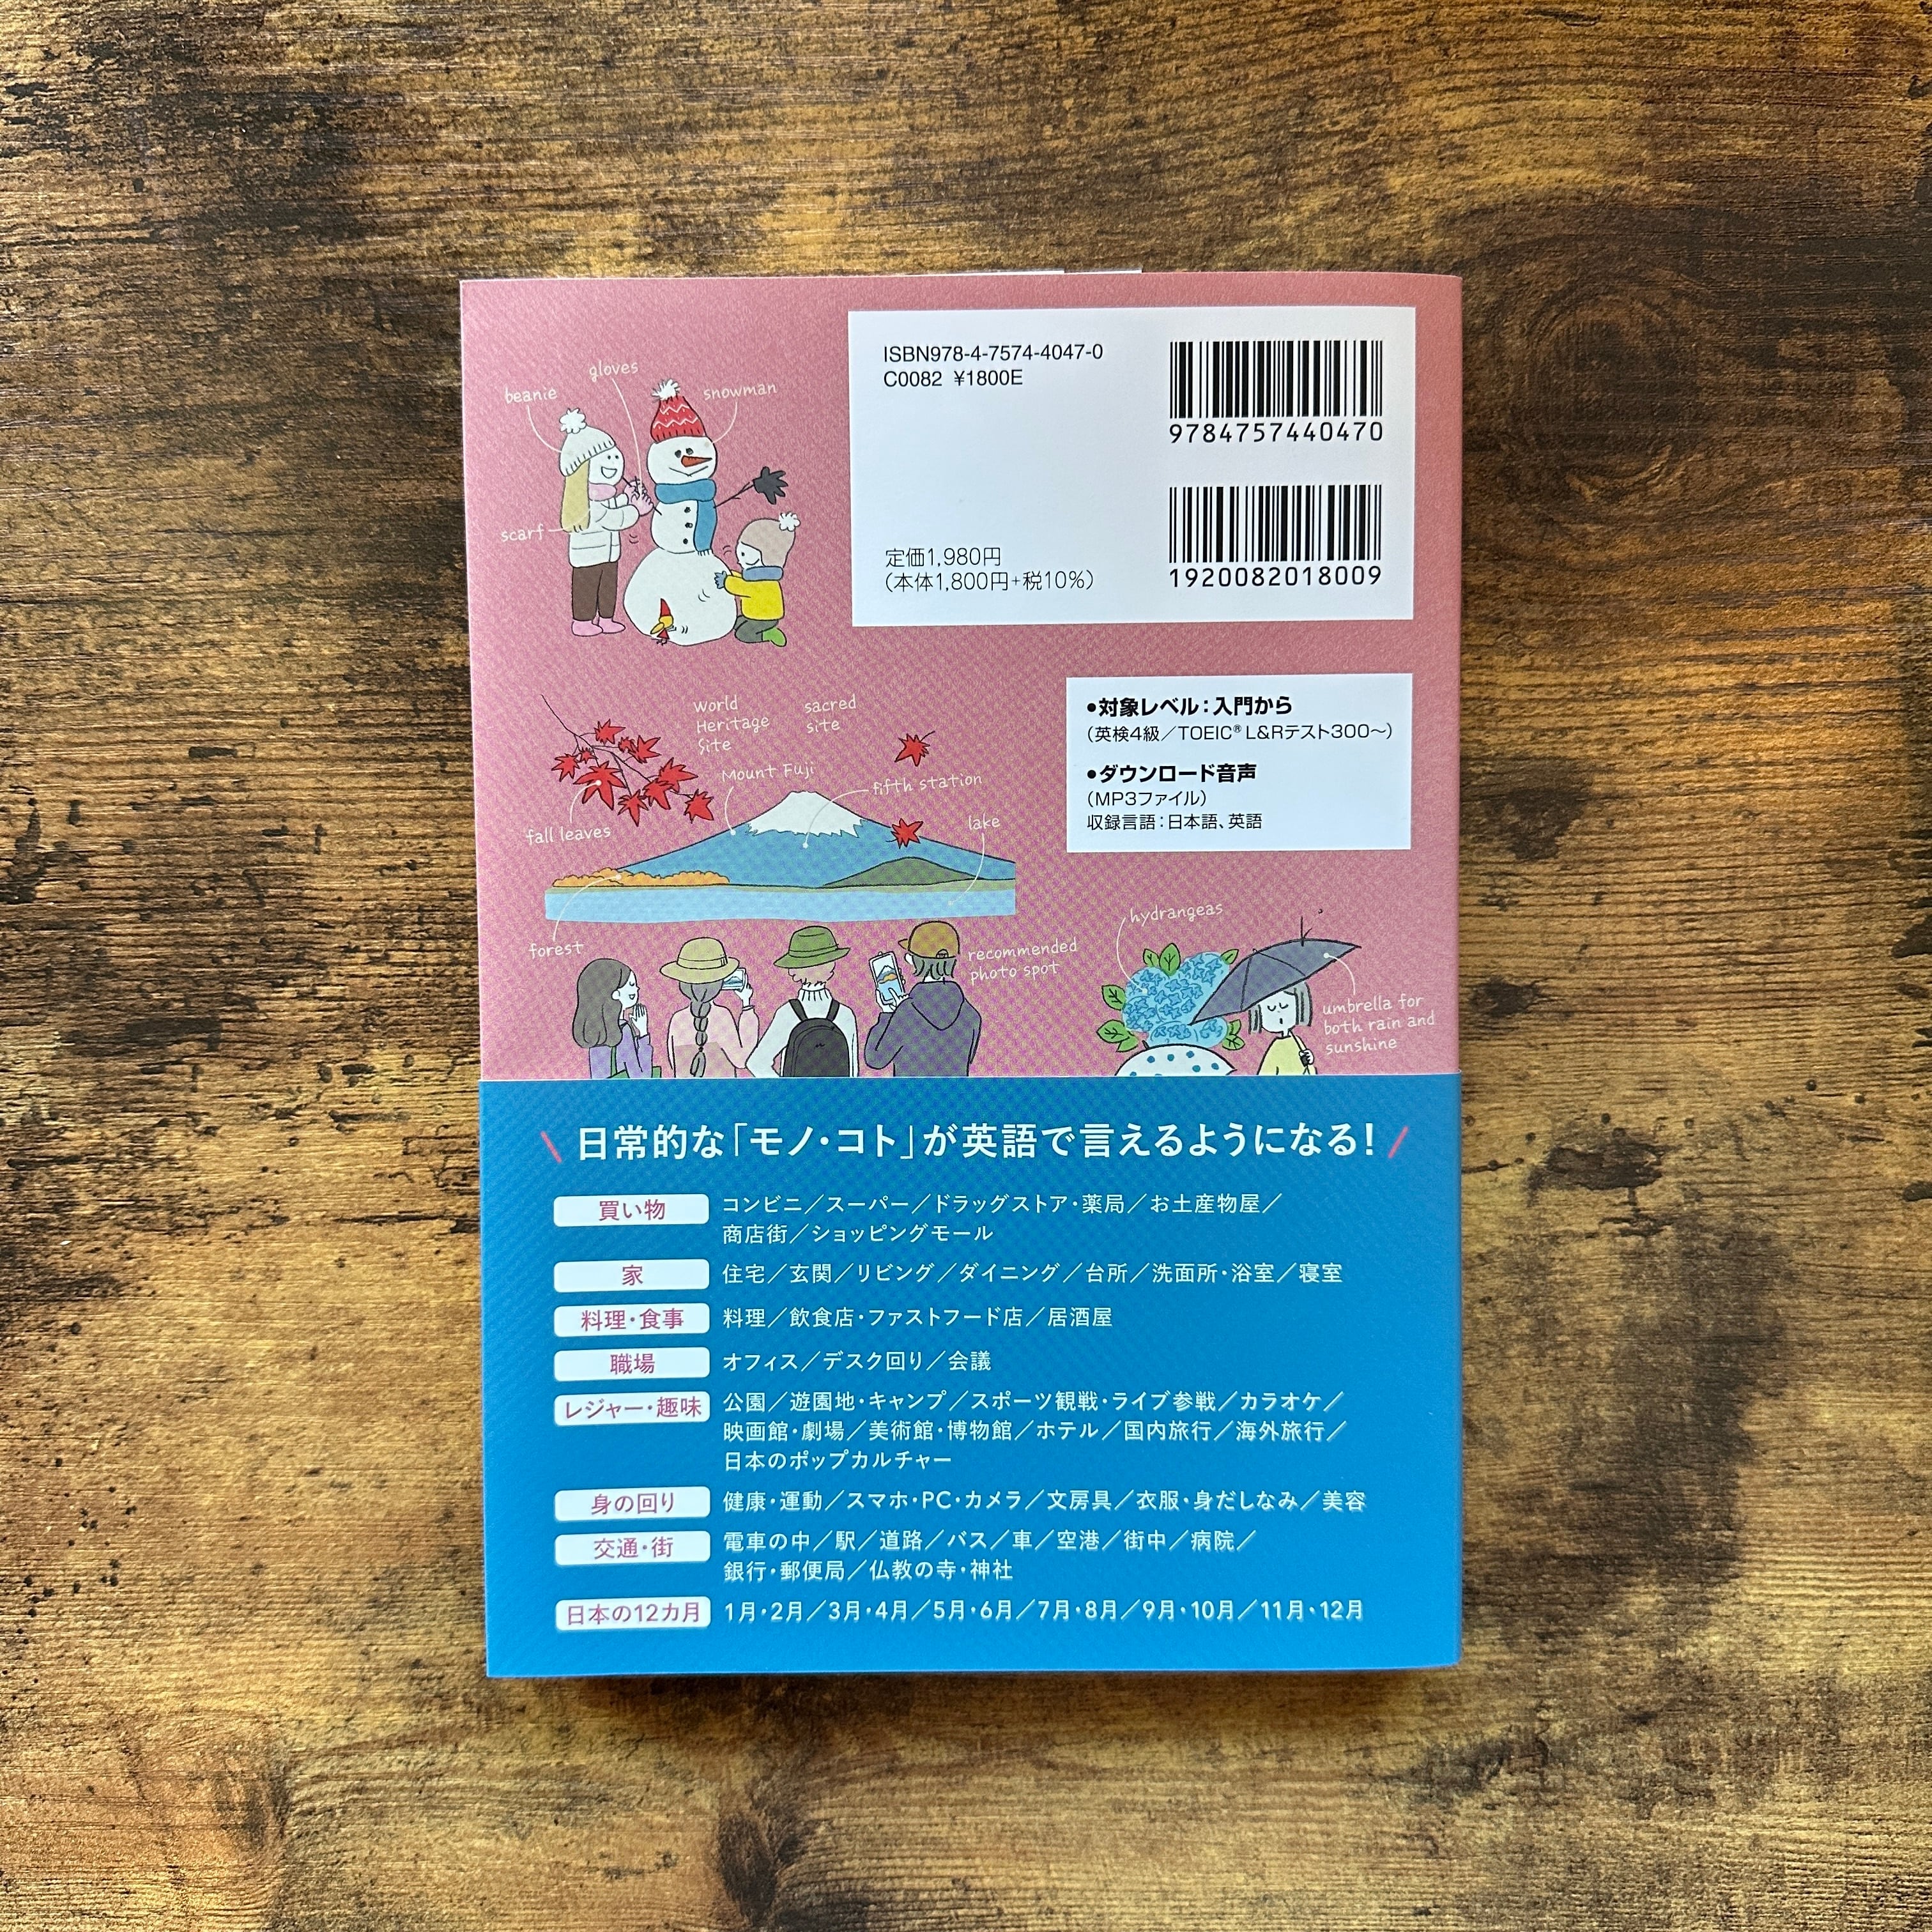 ISBN978-4-7574-4047-0
C0082 ¥1800E
9784757440470
定価1,980円
(本体1,800円+税10%)
1920082018009
beanie
gloves
snowman
scarf
●対象レベル:入門から
(英検4級/TOEIC® L&Rテスト300~)
●ダウンロード音声
(MP3ファイル)
収録言語:日本語、英語
World
Heritage
Site
sacred
site
Mount Fuji
fifth station
fall leaves
lake
forest
recommended
photo spot
hydrangeas
umbrella for
both rain and
sunshine
日常的な「モノ・コト」が英語で言えるようになる!
買い物
コンビニ/スーパー/ドラッグストア・薬局/お土産物屋/
商店街/ショッピングモール
家
住宅/玄関/リビング/ダイニング/台所/洗面所・浴室/寝室
料理・食事
料理/飲食店・ファストフード店/居酒屋
職場
オフィス/デスク回り/会議
レジャー・趣味
公園/遊園地・キャンプ/スポーツ観戦・ライブ参戦/カラオケ/
映画館・劇場/美術館・博物館/ホテル/国内旅行/海外旅行/
日本のポップカルチャー
身の回り
健康・運動/スマホ・PC・カメラ/文房具/衣服・身だしなみ/美容
交通・街
電車の中/駅/道路/バス/車/空港/街中/病院/
銀行・郵便局/仏教の寺・神社
日本の12カ月
1月・2月/3月・4月/5月・6月/7月・8月/9月・10月/11月・12月